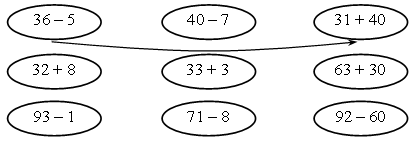 36 – 5 40 – 7 31 + 40
32 + 8 33 + 3 63 + 30
93 – 1 71 – 8 92 – 60